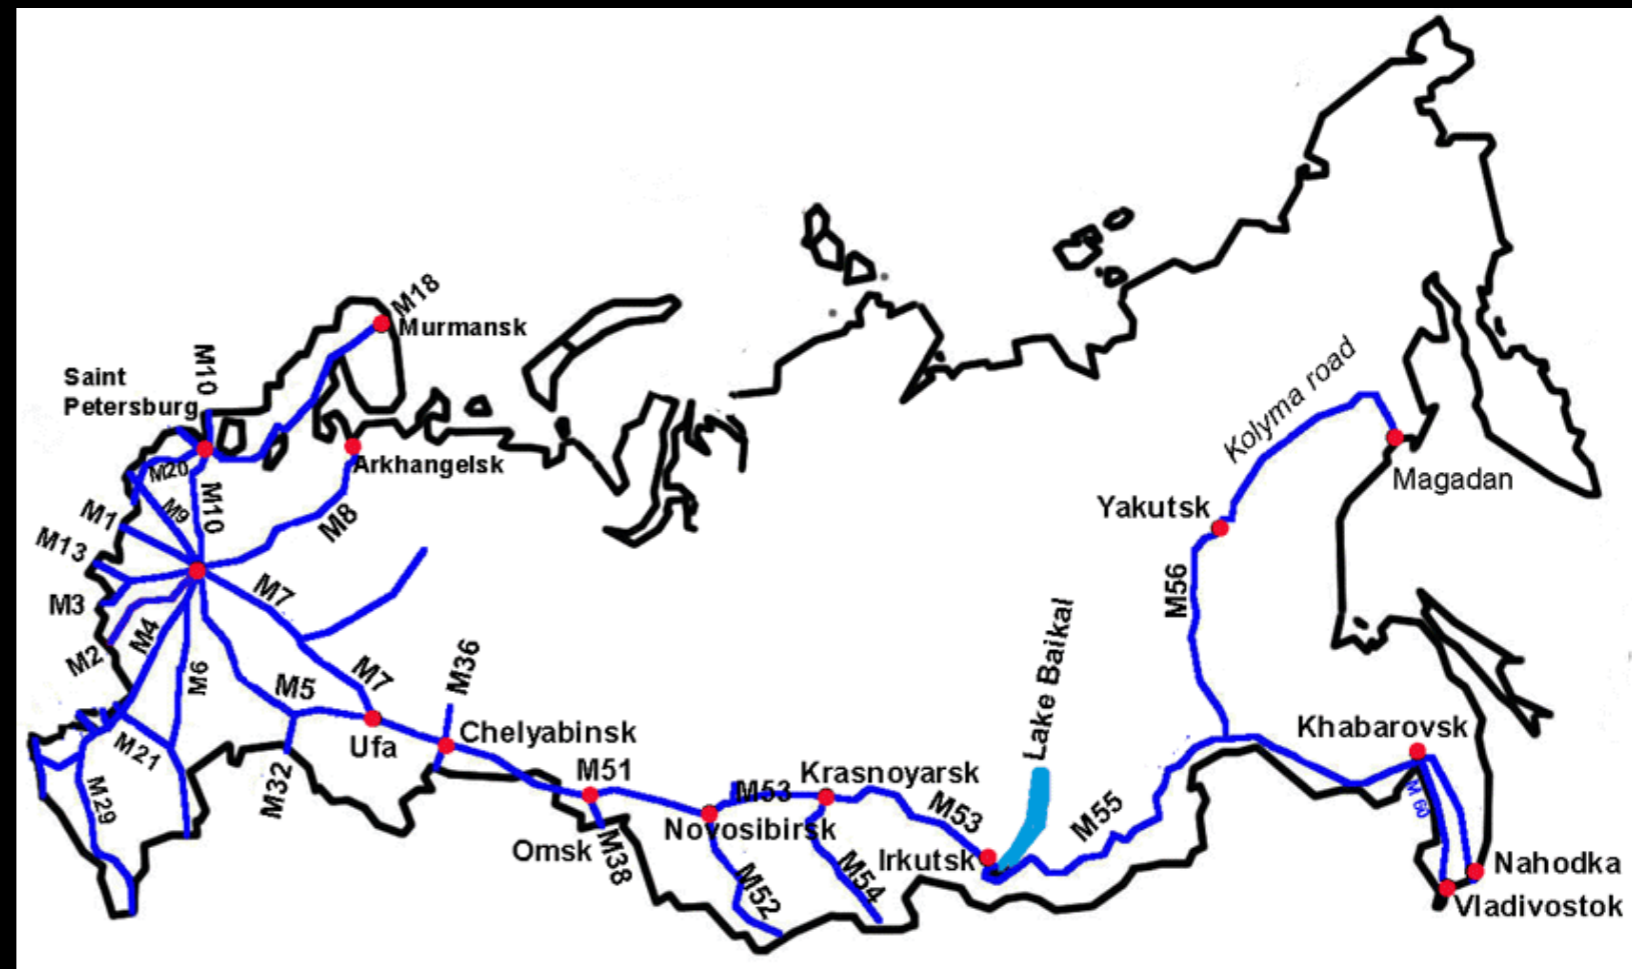 M18
Murmansk
M10
Saint
Petersburg
Arkhangelsk
M20
M9
M10
M8
M1
M13
M3
M2
M4
M6
M7
M7
M5
M36
Ufa
Chelyabinsk
M21
M29
M32
M51
Omsk
M38
M53
Novosibirsk
M52
Krasnoyarsk
M54
M53
Irkutsk
Lake Baikal
M55
M56
Yakutsk
Kolyma road
Magadan
Khabarovsk
M 60
Nahodka
Vladivostok